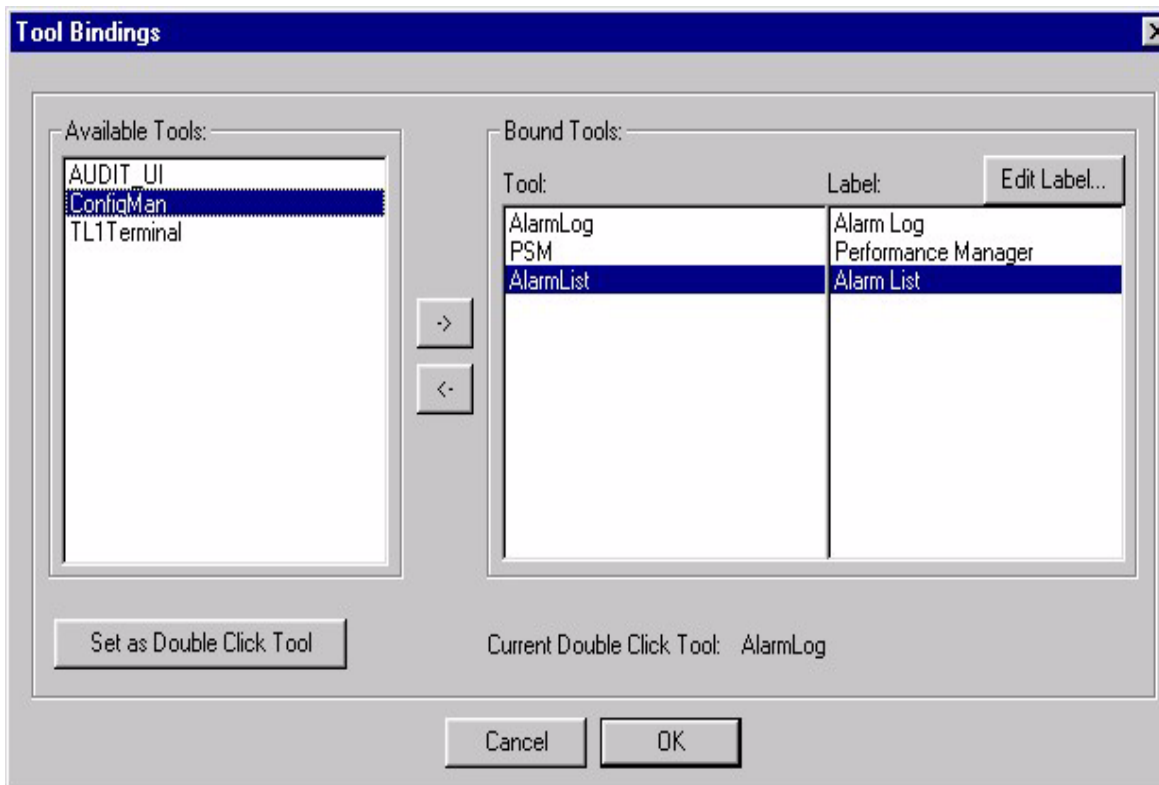 Tool Bindings
Available Tools:
AUDIT_UI
ConfigMan
TL1Terminal
->
<-
Bound Tools:
Tool:
Label:
Edit Label...
AlarmLog
Alarm Log
PSM
Performance Manager
AlarmList
Alarm List
Set as Double Click Tool
Current Double Click Tool: AlarmLog
Cancel
OK